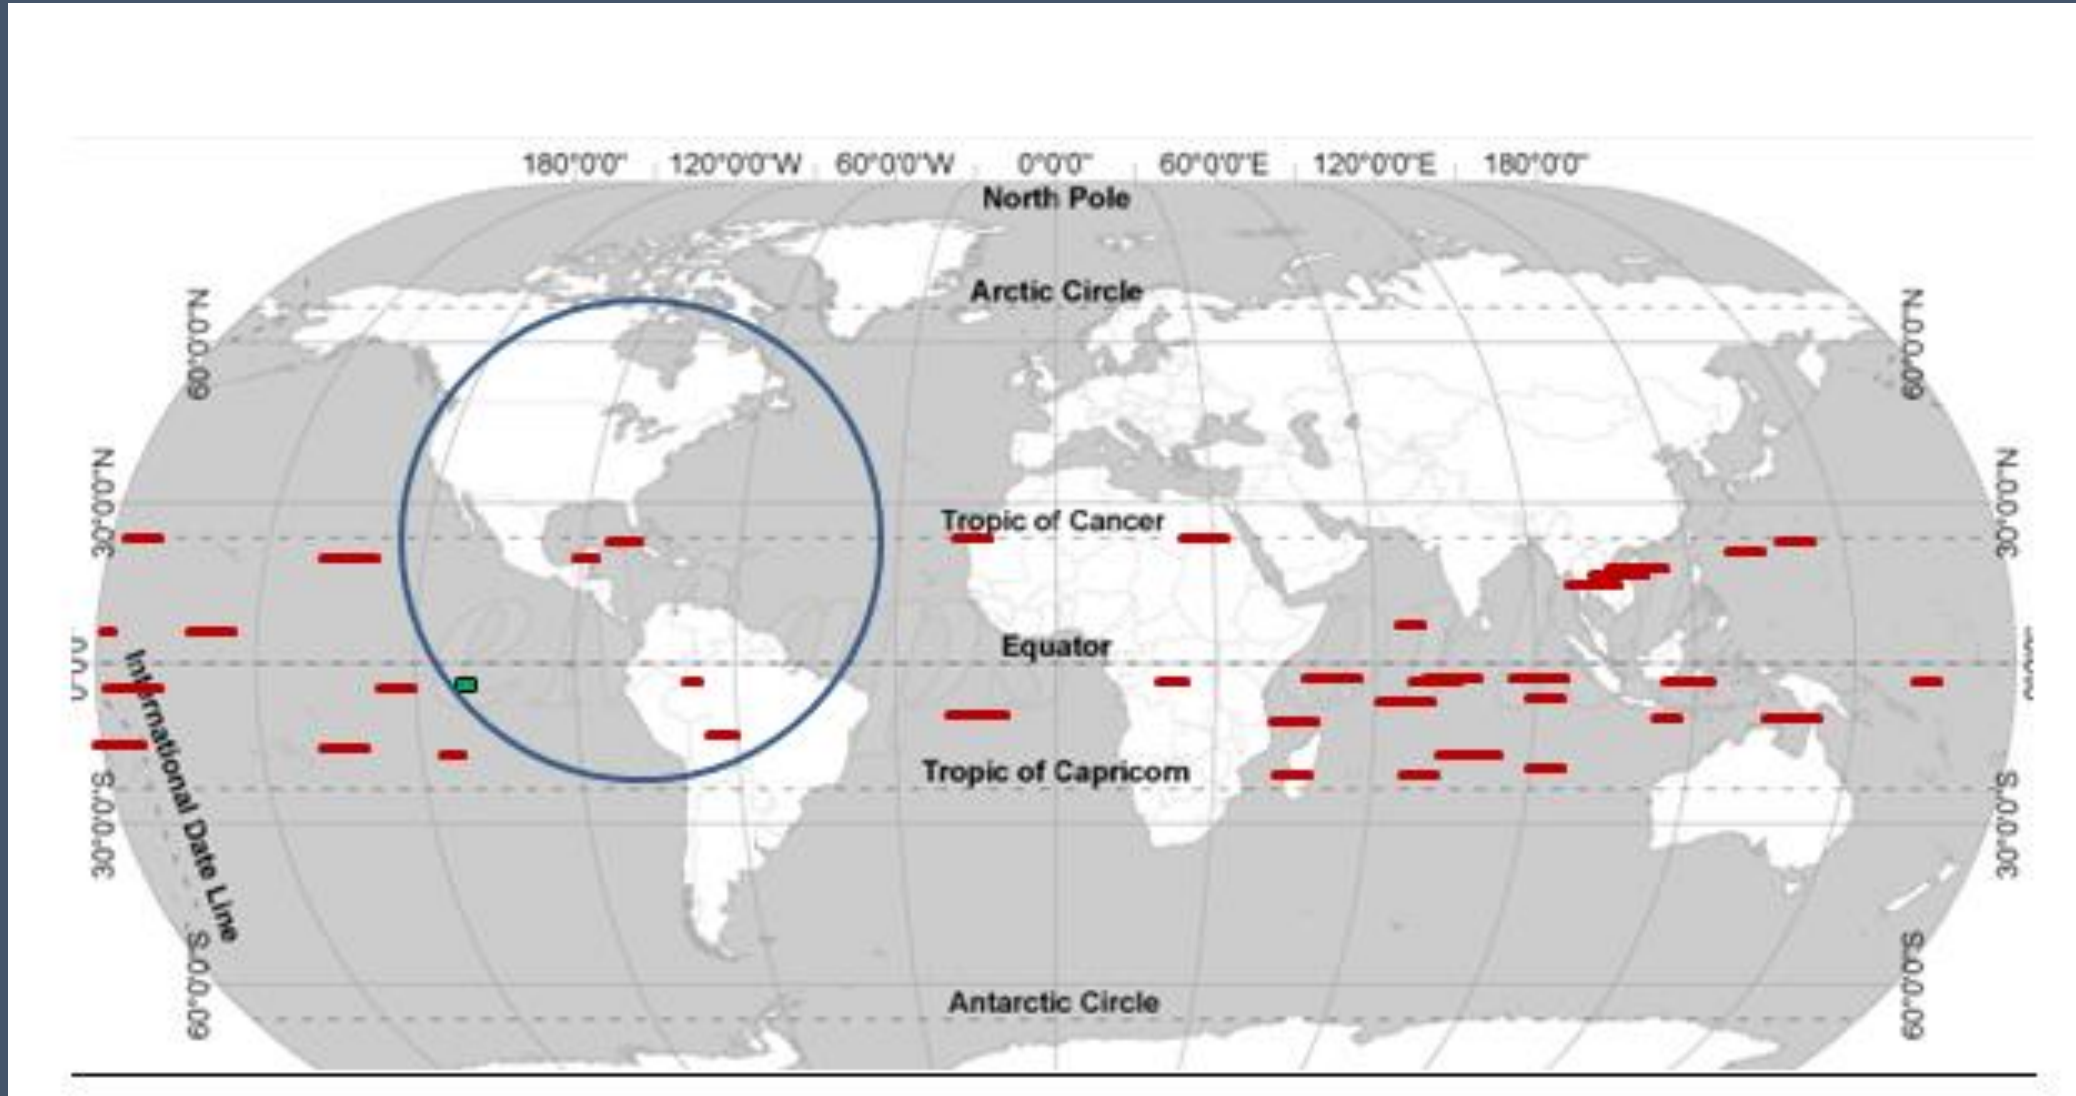 180°0'0" 120°0'0"W 60°0'0"W 0°0'0" 60°0'0"E 120°0'0"E 180°0'0"
North Pole
Arctic Circle
60°0'0"N
60°0'0"N
30°0'0"N
30°0'0"N
Tropic of Cancer
Equator
0°0'0"
International Date Line
Tropic of Capricorn
30°0'0"S
30°0'0"S
60°0'0"S
60°0'0"S
Antarctic Circle